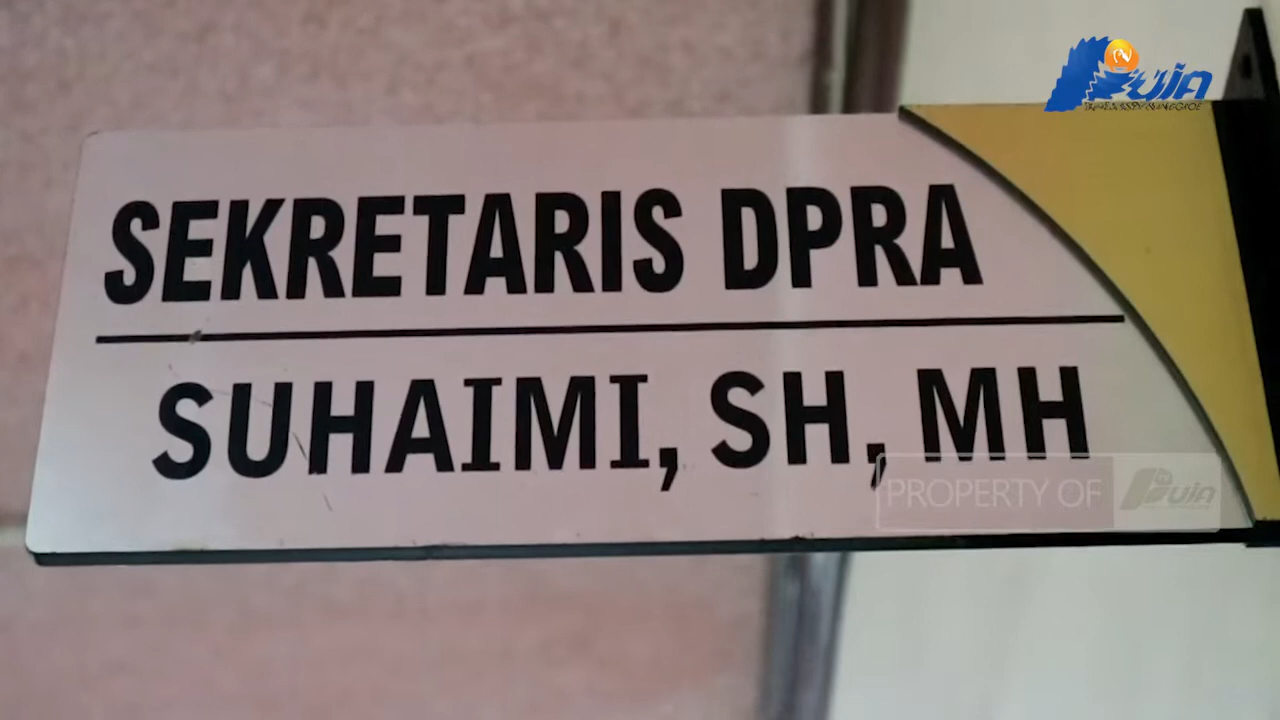 SEKRETARIS DPRA
SUHAIMI, SH, MH
PROPERTY OF